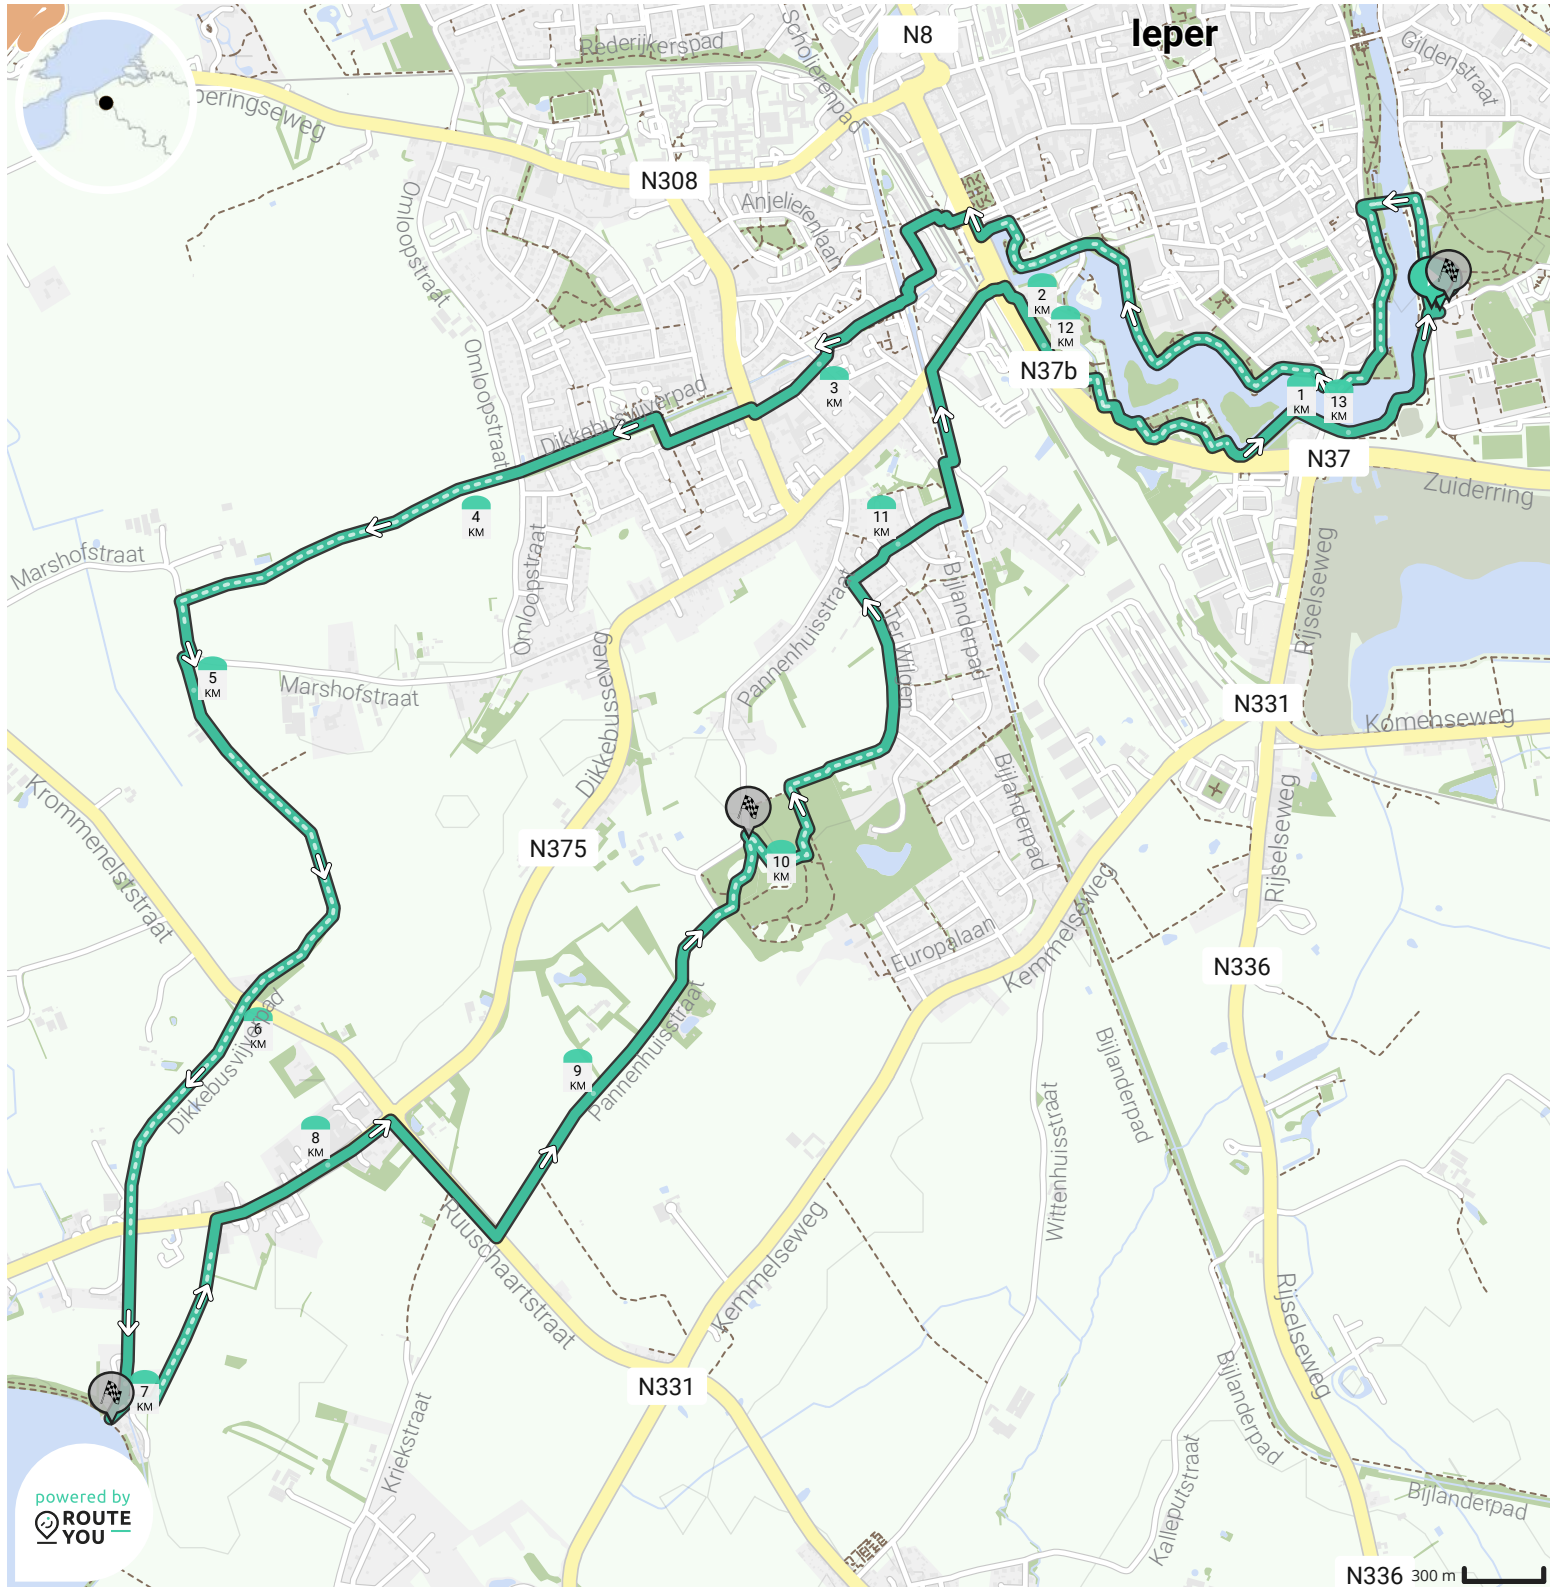 Ieper
N8
Rederijkerspad
Scholierenpad
Gildenstraat
peringseweg
N308
Anjelierenlaan
Omloopstraat
Omloopstraat
2
KM
12
KM
N37b
3
KM
1
KM
13
KM
Dikkebusvijverpad
N37
Zuiderring
4
KM
11
KM
Marshofstraat
Omloopstraat
Bijlanderpad
Rijselseweg
Pannenhuisstraat
Ter Wilgen
5
KM
Marshofstraat
Dikkebusseweg
N331
Komenseweg
Krommenelststraat
Bijlanderpad
Rijselseweg
N375
10
KM
Europalaan
Kemmelseweg
N336
6
KM
Dikkebusvijverpad
Pannenhuisstraat
9
KM
Bijlanderpad
8
KM
Wittenhuisstraat
Ruuschaartstraat
Kemmelseweg
Rijselseweg
7
KM
N331
Bijlanderpad
Kriekstraat
Kalleputstraat
Bijlanderpad
powered by
ROUTE
YOU
N336
300 m